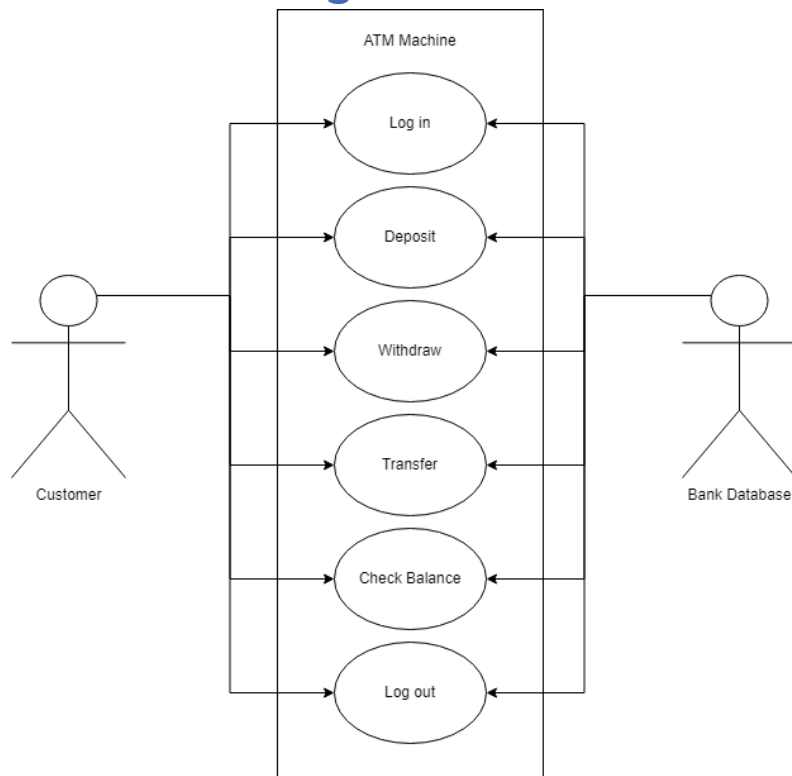 ATM Machine
Log in
Deposit
Withdraw
Transfer
Customer
Bank Database
Check Balance
Log out